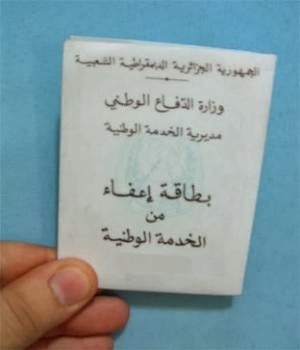 الجمهورية الجزائرية الديمقراطية الشعبية
وزارة الدفاع الوطني
مديرية الخدمة الوطنية
بطاقة إعفاء
من
الخدمة الوطنية